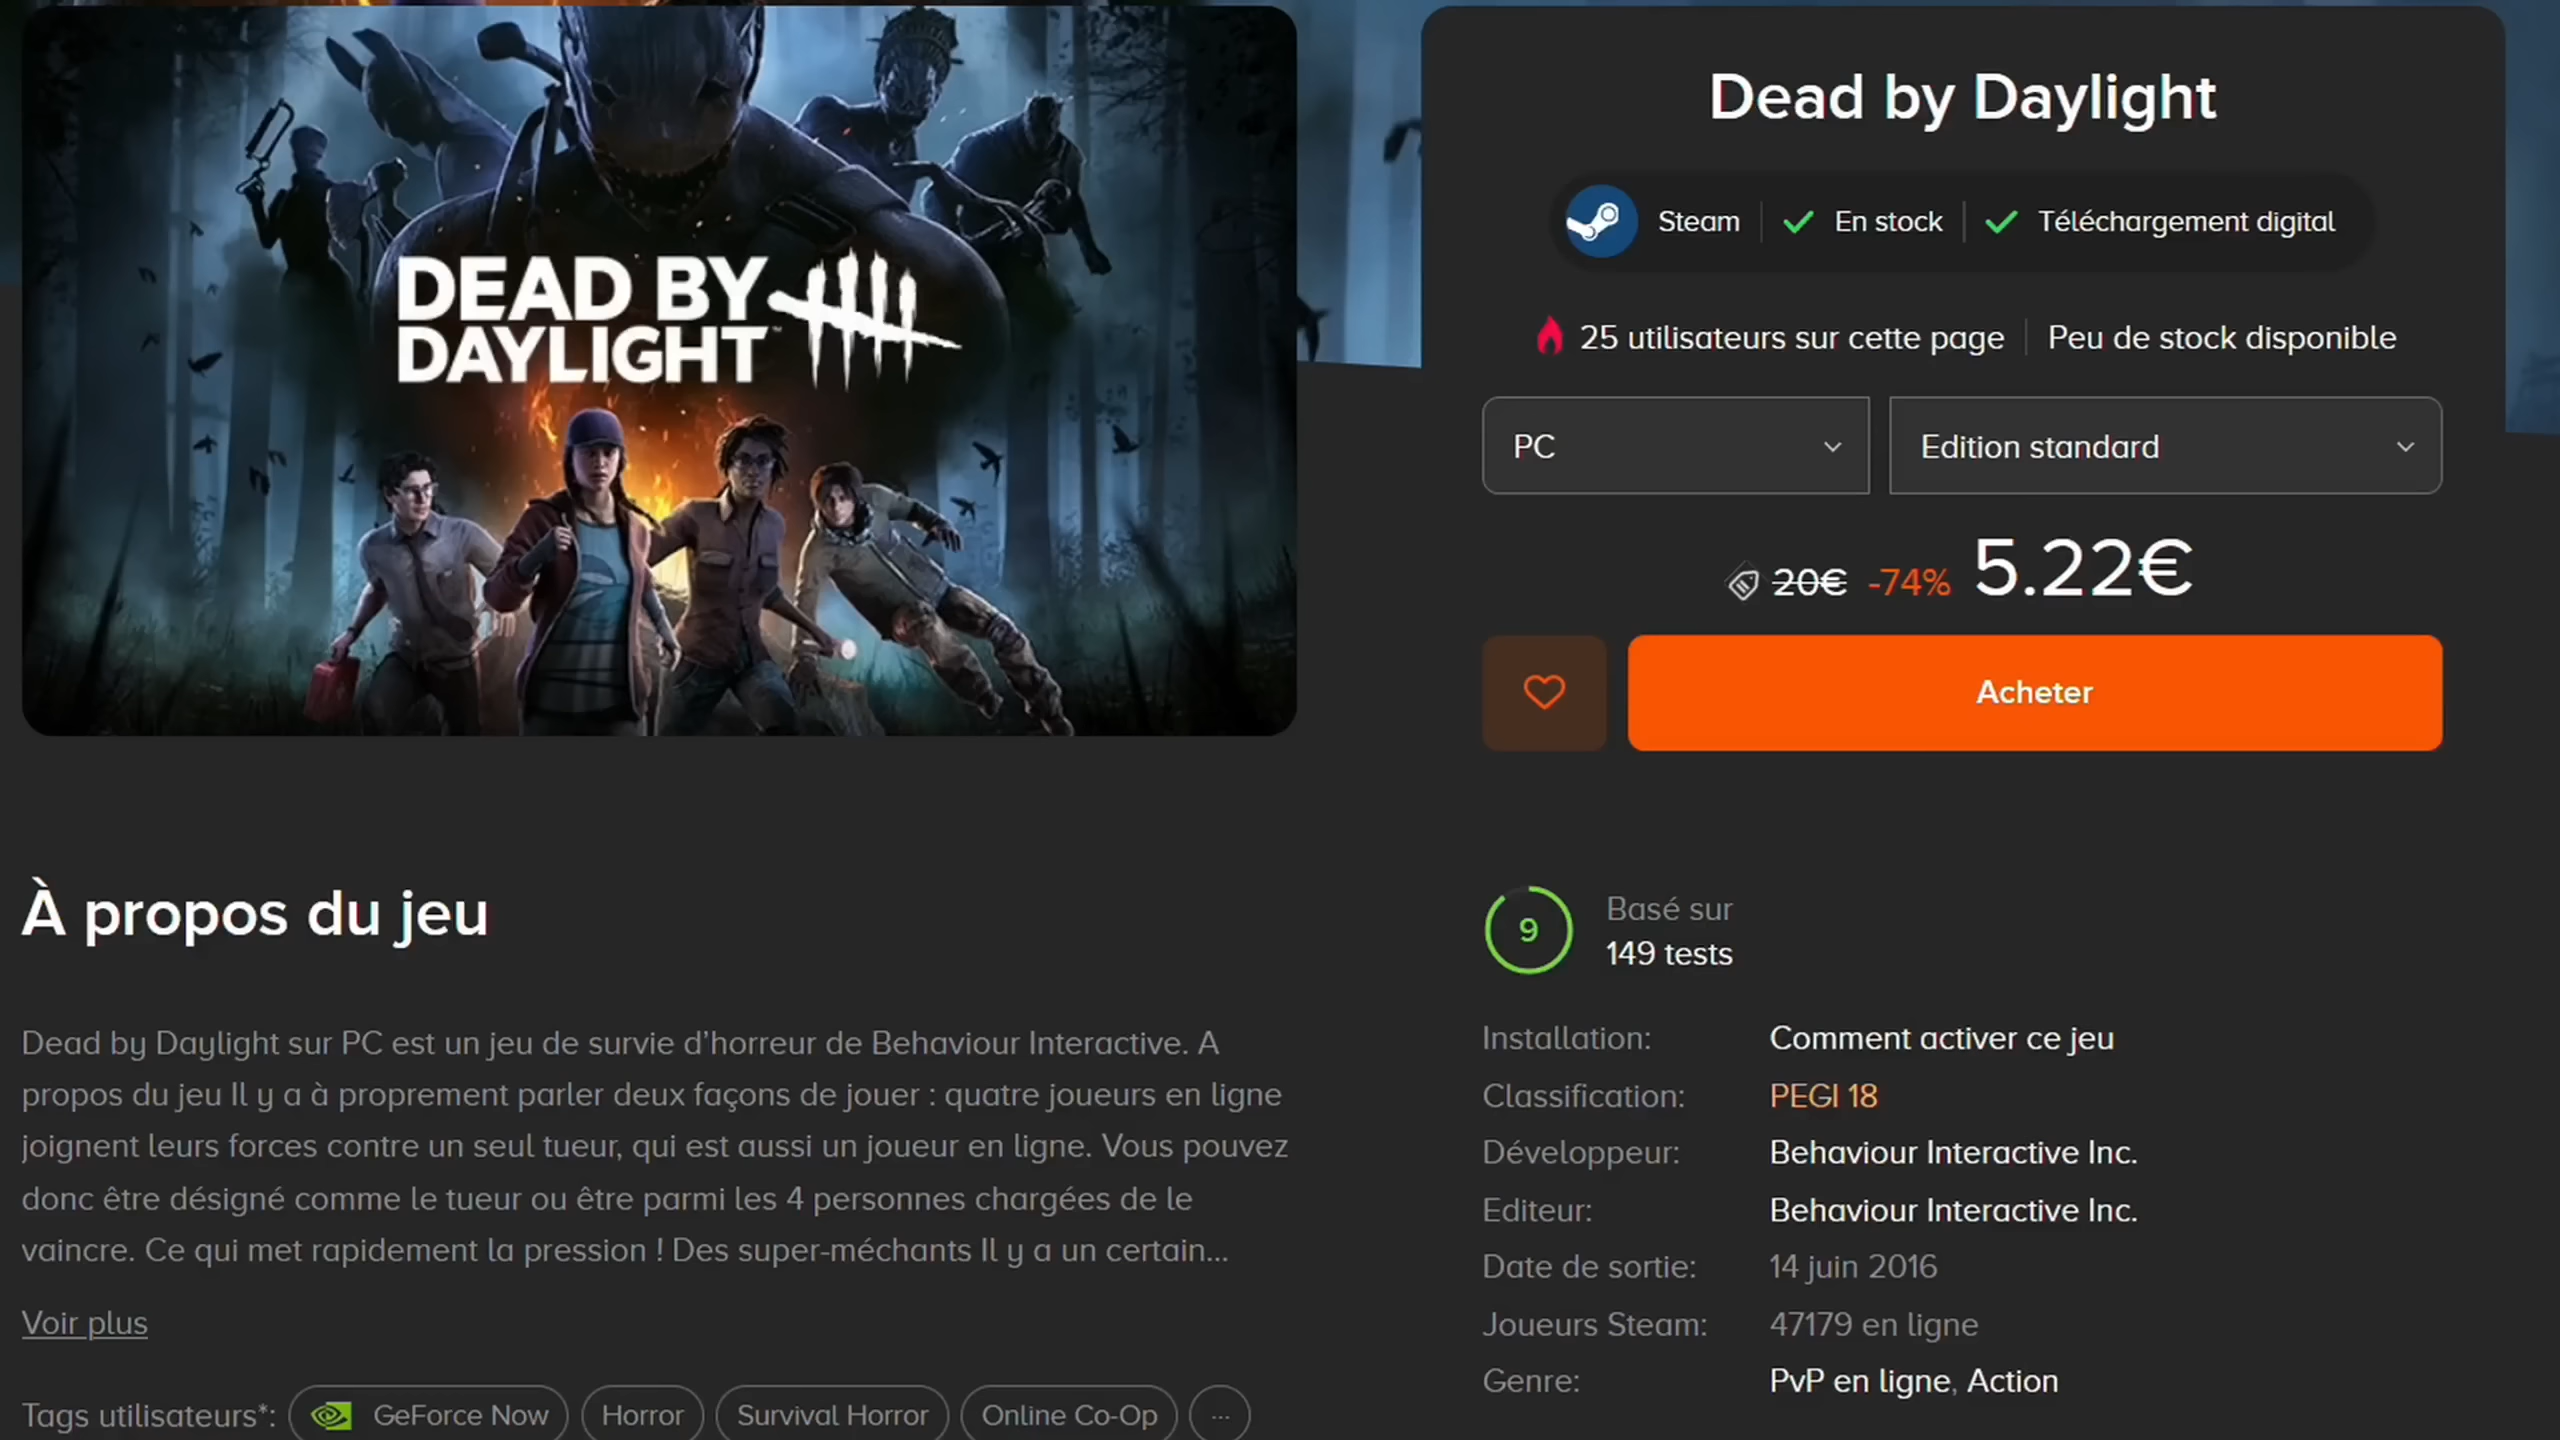 DEAD BY
DAYLIGHT™
Dead by Daylight
Steam
En stock
Téléchargement digital
25 utilisateurs sur cette page
Peu de stock disponible
PC
Edition standard
20€ -74% 5.22€
Acheter
À propos du jeu
Dead by Daylight sur PC est un jeu de survie d’horreur de Behaviour Interactive. A
propos du jeu Il y a à proprement parler deux façons de jouer : quatre joueurs en ligne
joignent leurs forces contre un seul tueur, qui est aussi un joueur en ligne. Vous pouvez
donc être désigné comme le tueur ou être parmi les 4 personnes chargées de le
vaincre. Ce qui met rapidement la pression ! Des super-méchants Il y a un certain...
Voir plus
Tags utilisateurs*: GeForce Now Horror Survival Horror Online Co-Op ...
9
Basé sur
149 tests
Installation: Comment activer ce jeu
Classification: PEGI 18
Développeur: Behaviour Interactive Inc.
Editeur: Behaviour Interactive Inc.
Date de sortie: 14 juin 2016
Joueurs Steam: 47179 en ligne
Genre: PvP en ligne, Action